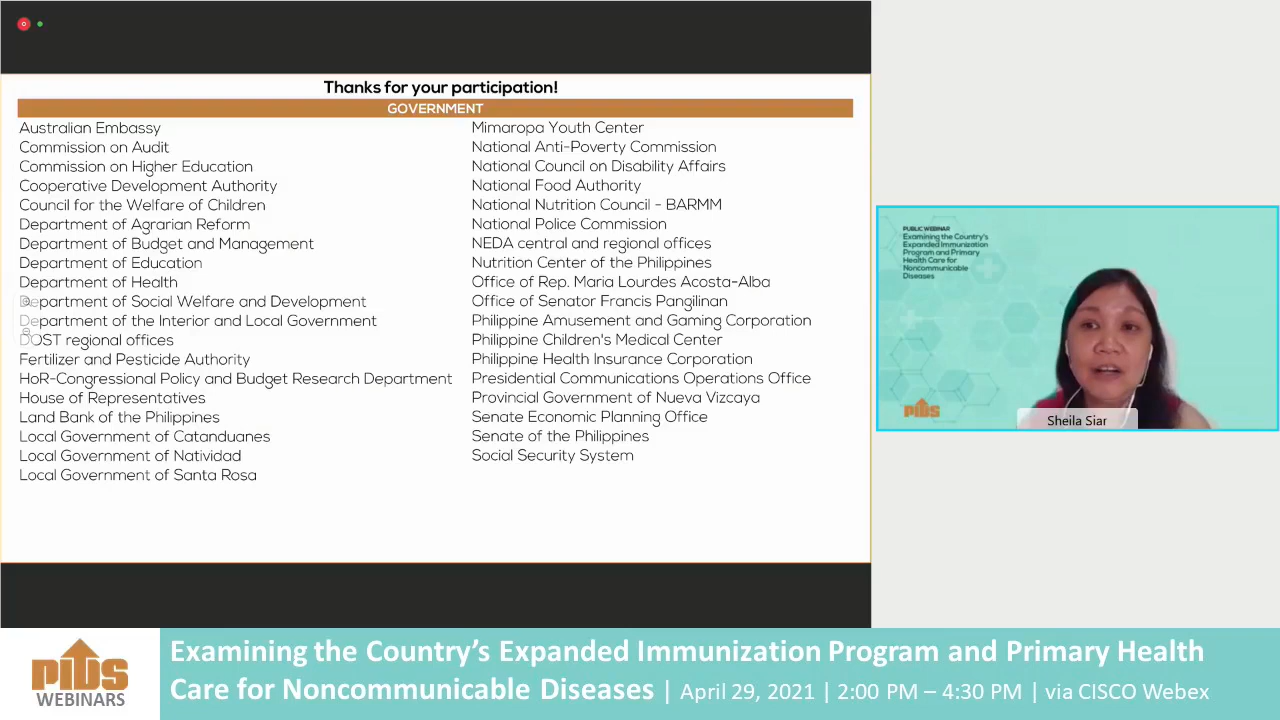 Thanks for your participation!
GOVERNMENT
Australian Embassy
Commission on Audit
Commission on Higher Education
Cooperative Development Authority
Council for the Welfare of Children
Department of Agrarian Reform
Department of Budget and Management
Department of Education
Department of Health
Department of Social Welfare and Development
Department of the Interior and Local Government
DOST regional offices
Fertilizer and Pesticide Authority
HoR-Congressional Policy and Budget Research Department
House of Representatives
Land Bank of the Philippines
Local Government of Catanduanes
Local Government of Natividad
Local Government of Santa Rosa
Mimaropa Youth Center
National Anti-Poverty Commission
National Council on Disability Affairs
National Food Authority
National Nutrition Council - BARMM
National Police Commission
NEDA central and regional offices
Nutrition Center of the Philippines
Office of Rep. Maria Lourdes Acosta-Alba
Office of Senator Francis Pangilinan
Philippine Amusement and Gaming Corporation
Philippine Children's Medical Center
Philippine Health Insurance Corporation
Presidential Communications Operations Office
Provincial Government of Nueva Vizcaya
Senate Economic Planning Office
Senate of the Philippines
Social Security System
PUBLIC WEBINAR
Examining the Country's
Expanded Immunization
Program and Primary
Health Care for
Noncommunicable
Diseases
PIDS
Sheila Siar
PIDS
WEBINARS
Examining the Country's Expanded Immunization Program and Primary Health
Care for Noncommunicable Diseases | April 29, 2021 | 2:00 PM – 4:30 PM | via CISCO Webex